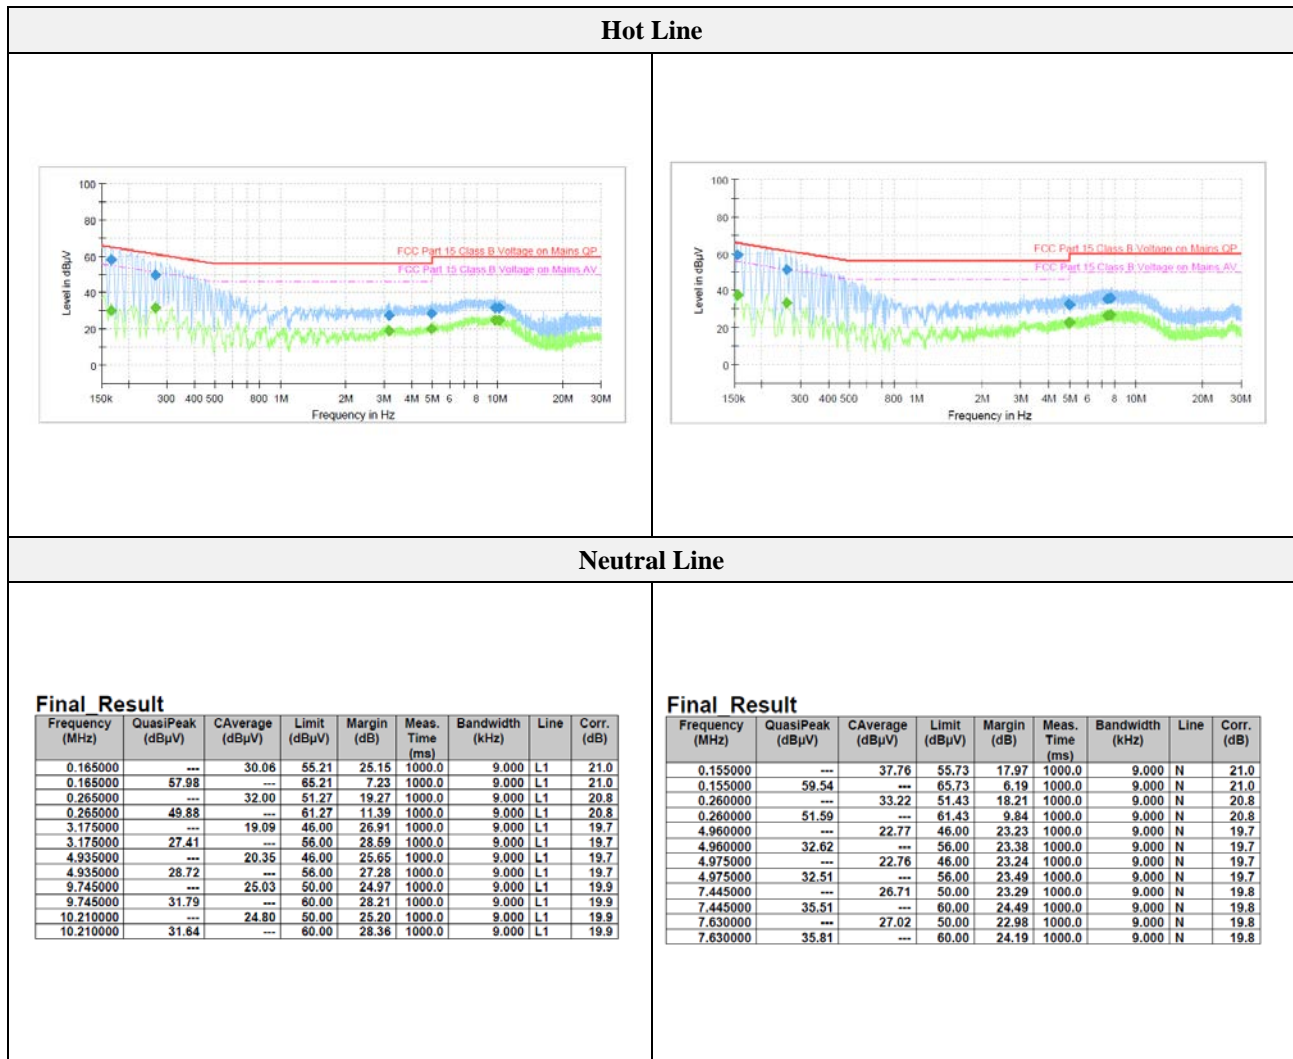 Hot Line
100
80
60
40
20
0
Level in dBµV
FCC Part 15 Class B Voltage on Mains QP
FCC Part 15 Class B Voltage on Mains AV
150k 300 400 500 800 1M 2M 3M 4M 5M 6 8 10M 20M 30M
Frequency in Hz
100
80
60
40
20
0
Level in dBµV
FCC Part 15 Class B Voltage on Mains QP
FCC Part 15 Class B Voltage on Mains AV
150k 300 400 500 800 1M 2M 3M 4M 5M 6 8 10M 20M 30M
Frequency in Hz
Neutral Line
Final_Result
Frequency (MHz) QuasiPeak (dBµV) CAverage (dBµV) Limit (dBµV) Margin (dB) Meas. Time (ms) Bandwidth (kHz) Line Corr. (dB)
0.165000 --- 30.06 55.21 25.15 1000.0 9.000 L1 21.0
0.165000 57.98 --- 65.21 7.23 1000.0 9.000 L1 21.0
0.265000 --- 32.00 51.27 19.27 1000.0 9.000 L1 20.8
0.265000 49.88 --- 61.27 11.39 1000.0 9.000 L1 20.8
3.175000 --- 19.09 46.00 26.91 1000.0 9.000 L1 19.7
3.175000 27.41 --- 56.00 28.59 1000.0 9.000 L1 19.7
4.935000 --- 20.35 46.00 25.65 1000.0 9.000 L1 19.7
4.935000 28.72 --- 56.00 27.28 1000.0 9.000 L1 19.7
9.745000 --- 25.03 50.00 24.97 1000.0 9.000 L1 19.9
9.745000 31.79 --- 60.00 28.21 1000.0 9.000 L1 19.9
10.210000 --- 24.80 50.00 25.20 1000.0 9.000 L1 19.9
10.210000 31.64 --- 60.00 28.36 1000.0 9.000 L1 19.9
Final_Result
Frequency (MHz) QuasiPeak (dBµV) CAverage (dBµV) Limit (dBµV) Margin (dB) Meas. Time (ms) Bandwidth (kHz) Line Corr. (dB)
0.155000 --- 37.76 55.73 17.97 1000.0 9.000 N 21.0
0.155000 59.54 --- 65.73 6.19 1000.0 9.000 N 21.0
0.260000 --- 33.22 51.43 18.21 1000.0 9.000 N 20.8
0.260000 51.59 --- 61.43 9.84 1000.0 9.000 N 20.8
4.960000 --- 22.77 46.00 23.23 1000.0 9.000 N 19.7
4.960000 32.62 --- 56.00 23.38 1000.0 9.000 N 19.7
4.975000 --- 22.76 46.00 23.24 1000.0 9.000 N 19.7
4.975000 32.51 --- 56.00 23.49 1000.0 9.000 N 19.7
7.445000 --- 26.71 50.00 23.29 1000.0 9.000 N 19.8
7.445000 35.51 --- 60.00 24.49 1000.0 9.000 N 19.8
7.630000 --- 27.02 50.00 22.98 1000.0 9.000 N 19.8
7.630000 35.81 --- 60.00 24.19 1000.0 9.000 N 19.8